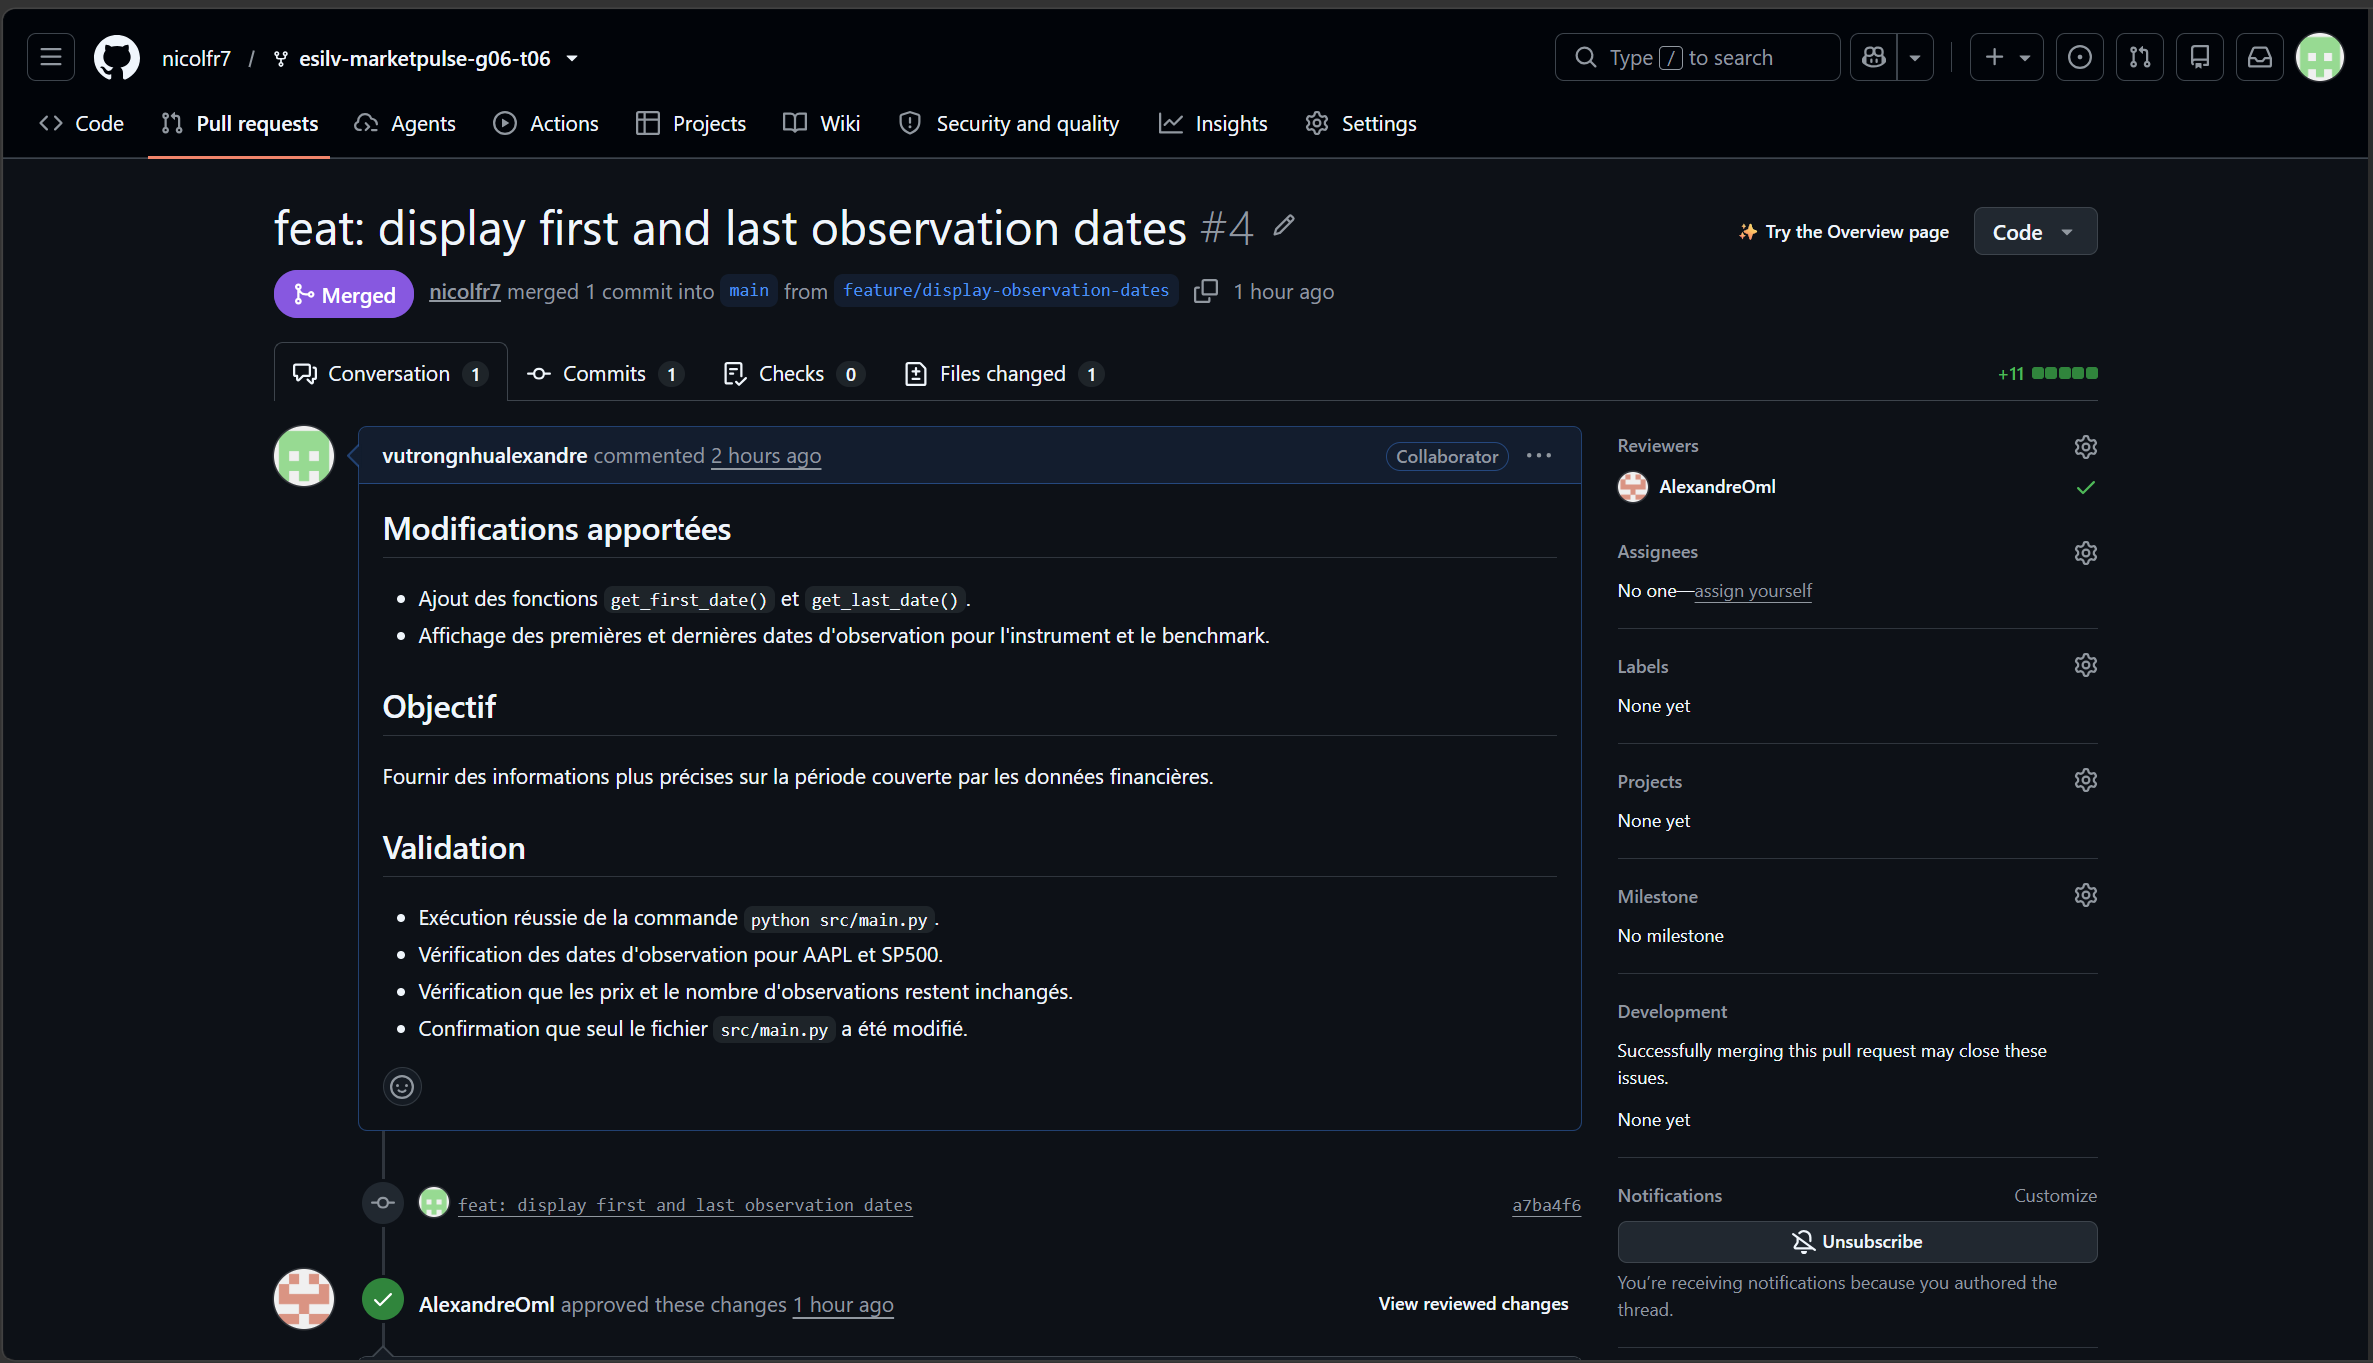 nicolfr7 / esilv-marketpulse-g06-t06
Type / to search
Code
Pull requests
Agents
Actions
Projects
Wiki
Security and quality
Insights
Settings
feat: display first and last observation dates #4
Try the Overview page
Code
Merged
nicolfr7 merged 1 commit into main from feature/display-observation-dates 1 hour ago
Conversation 1
Commits 1
Checks 0
Files changed 1
+11
vutrongnhualexandre commented 2 hours ago
Collaborator
Modifications apportées
Ajout des fonctions get_first_date() et get_last_date().
Affichage des premières et dernières dates d'observation pour l'instrument et le benchmark.
Objectif
Fournir des informations plus précises sur la période couverte par les données financières.
Validation
Exécution réussie de la commande python src/main.py.
Vérification des dates d'observation pour AAPL et SP500.
Vérification que les prix et le nombre d'observations restent inchangés.
Confirmation que seul le fichier src/main.py a été modifié.
feat: display first and last observation dates
a7ba4f6
AlexandreOml approved these changes 1 hour ago
View reviewed changes
Reviewers
AlexandreOml
Assignees
No one—assign yourself
Labels
None yet
Projects
None yet
Milestone
No milestone
Development
Successfully merging this pull request may close these
issues.
None yet
Notifications
Customize
Unsubscribe
You're receiving notifications because you authored the
thread.